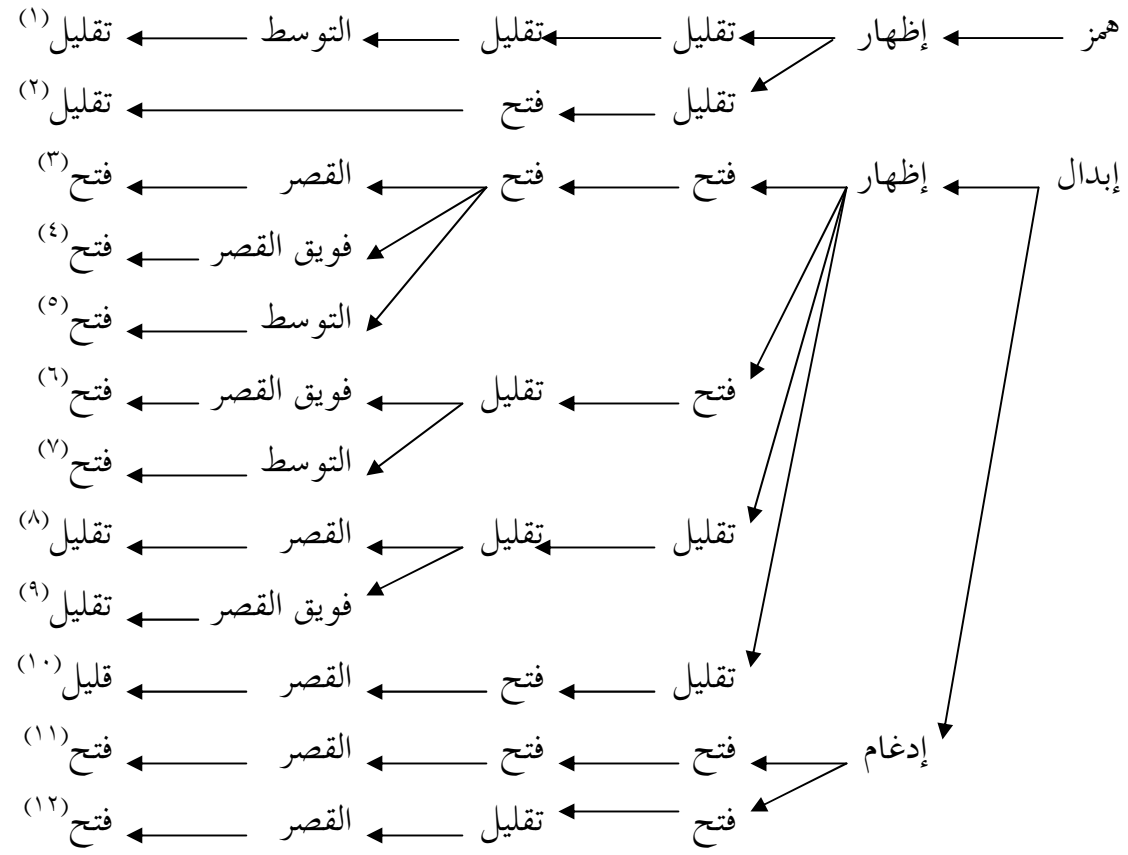 همز إظهار تقليل تقليل التوسط تقليل(١)
تقليل فتح تقليل(٢)
إبدال إظهار فتح فتح القصر فتح(٣)
فويق القصر فتح(٤)
التوسط فتح(٥)
فتح تقليل فويق القصر فتح(٦)
التوسط فتح(٧)
تقليل تقليل القصر تقليل(٨)
فويق القصر تقليل(٩)
تقليل فتح القصر قليل(١٠)
إدغام فتح فتح القصر فتح(١١)
فتح تقليل القصر فتح(١٢)